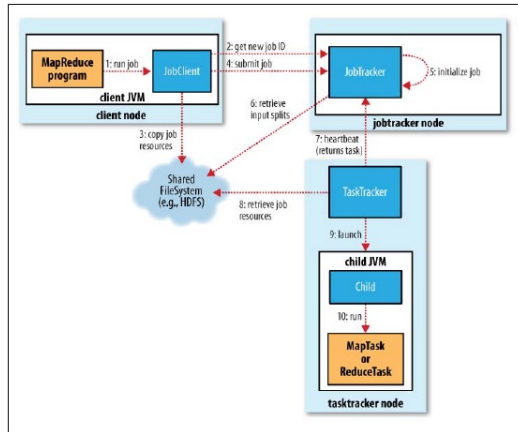 MapReduce
program
1: run job
JobClient
client JVM
client node
2: get new job ID
4: submit job
JobTracker
5: initialize job
jobtracker node
3: copy job
resources
6: retrieve
input splits
7: heartbeat
(returns task)
Shared
FileSystem
(e.g., HDFS)
8: retrieve job
resources
TaskTracker
9: launch
child JVM
Child
10: run
MapTask
or
ReduceTask
tasktracker node